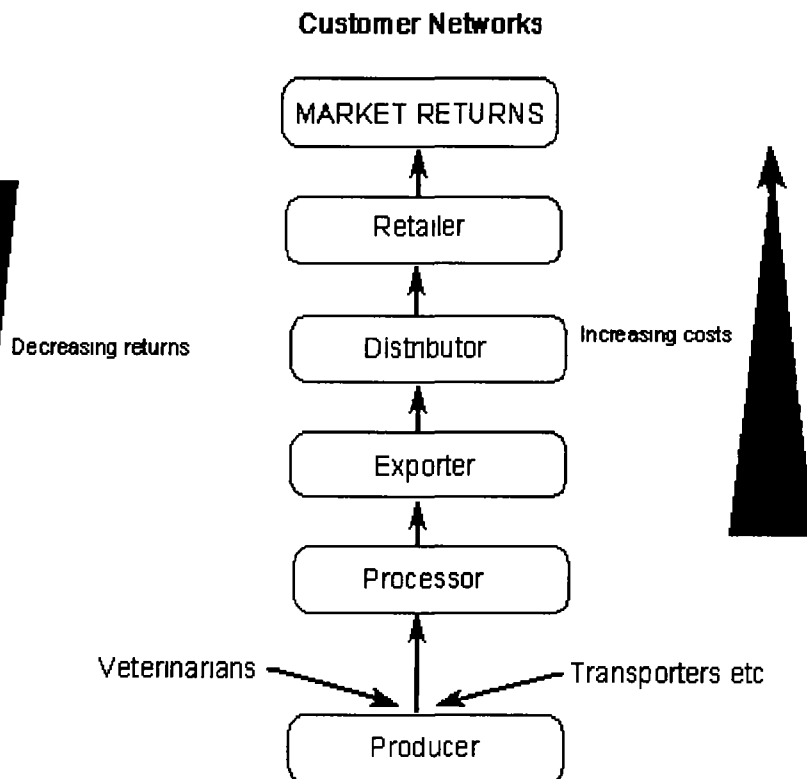 Customer Networks
MARKET RETURNS
Retailer
Decreasing returns
Distributor
Increasing costs
Exporter
Processor
Veterinarians
Transporters etc
Producer